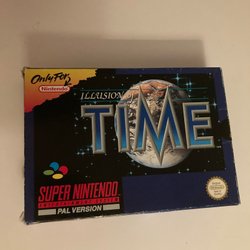 Only For
Nintendo
ILLUSION
TIME
SUPER NINTENDO
ENTERTAINMENT SYSTEM
PAL VERSION